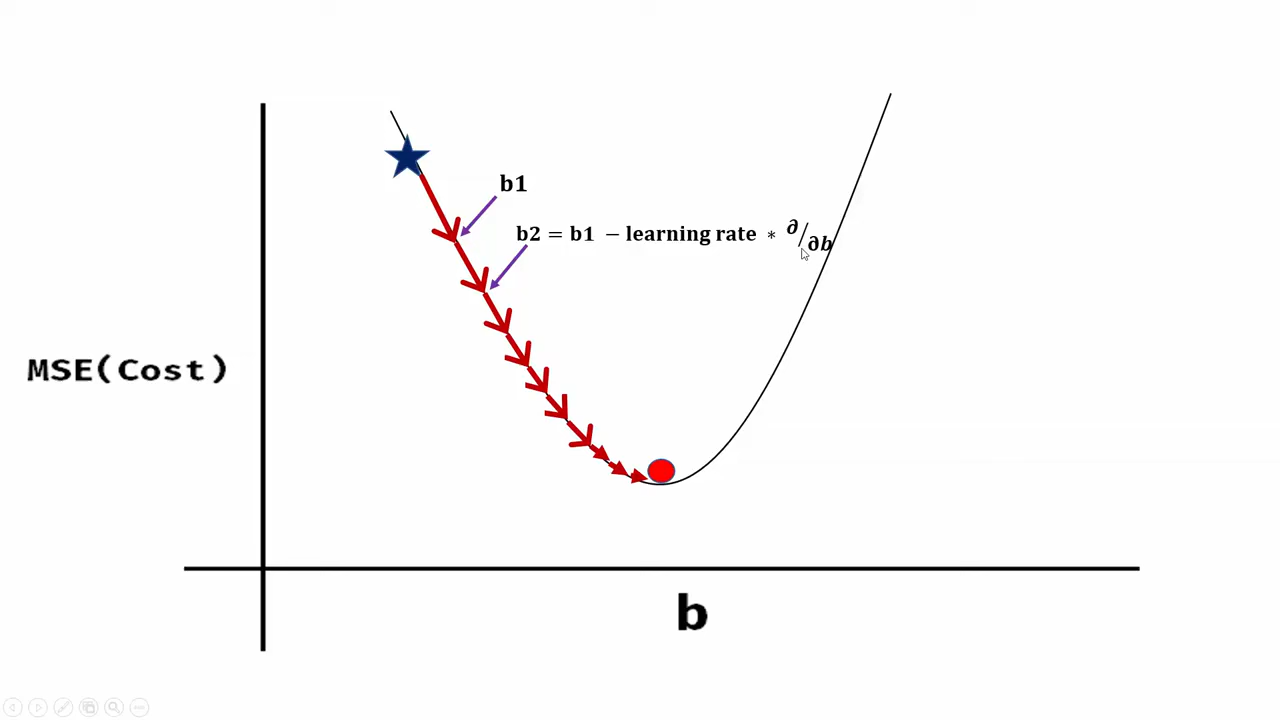 b1
b2 = b1 − learning rate * ∂/∂b
MSE(Cost)
b